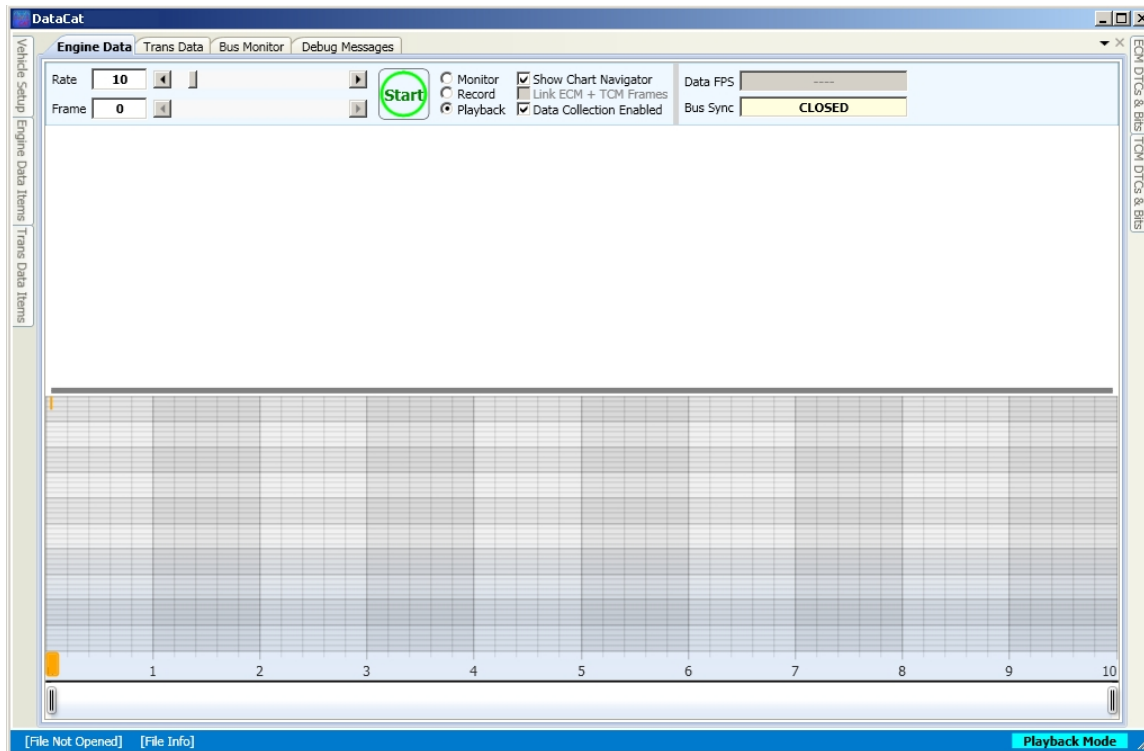 DataCat
Engine Data Trans Data Bus Monitor Debug Messages
Vehicle Setup
Engine Data Items
Trans Data Items
Rate 10
Frame 0
Start
Monitor
Record
Playback
Show Chart Navigator
Link ECM + TCM Frames
Data Collection Enabled
Data FPS ----
Bus Sync CLOSED
ECM DTCs & Bits
TCM DTCs & Bits
1 2 3 4 5 6 7 8 9 10
[File Not Opened] [File Info] Playback Mode